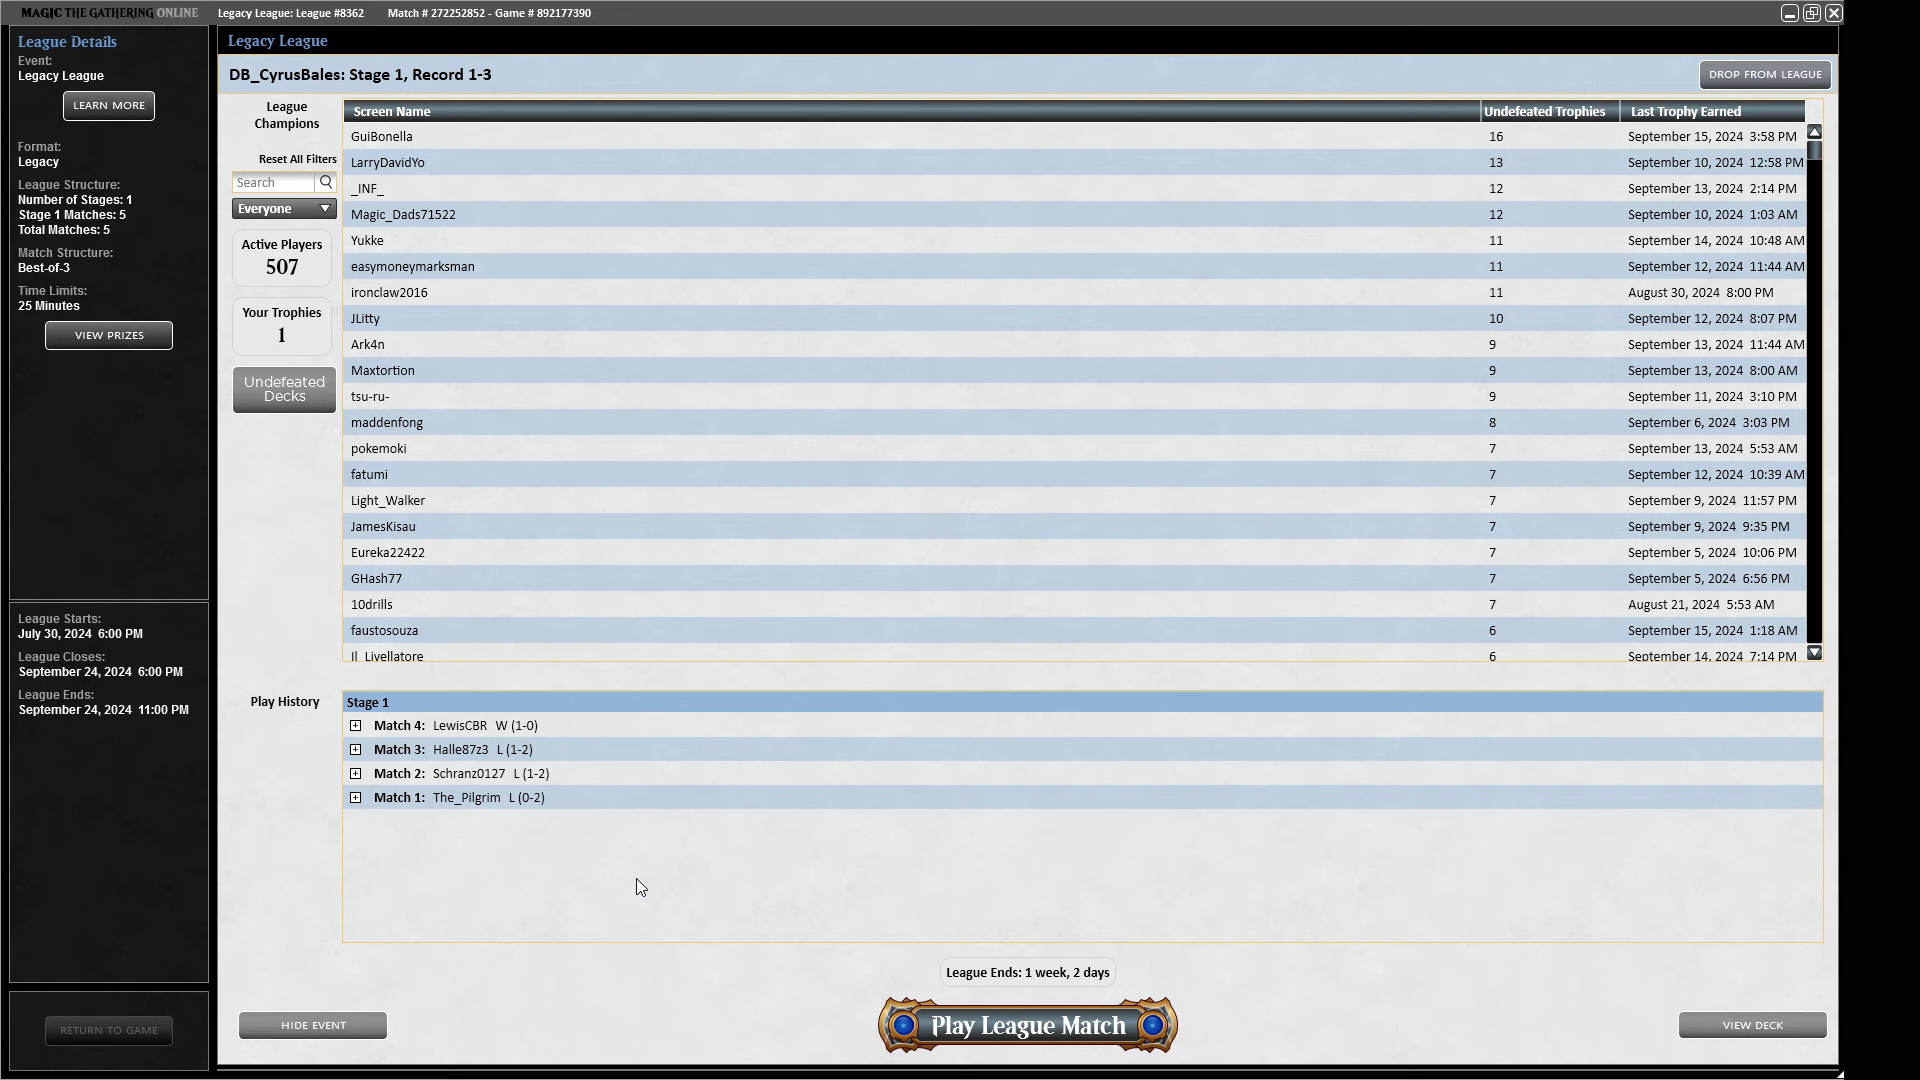 MAGIC THE GATHERING ONLINE
Legacy League: League #8362
Match # 272252852 - Game # 892177390
League Details
Event:
Legacy League
LEARN MORE
Format:
Legacy
League Structure:
Number of Stages: 1
Stage 1 Matches: 5
Total Matches: 5
Match Structure:
Best-of-3
Time Limits:
25 Minutes
VIEW PRIZES
League Starts:
July 30, 2024 6:00 PM
League Closes:
September 24, 2024 6:00 PM
League Ends:
September 24, 2024 11:00 PM
RETURN TO GAME
Legacy League
DB_CyrusBales: Stage 1, Record 1-3
DROP FROM LEAGUE
League
Champions
Reset All Filters
Search
Everyone
Active Players
507
Your Trophies
1
Undefeated
Decks
Screen Name Undefeated Trophies Last Trophy Earned
GuiBonella 16 September 15, 2024 3:58 PM
LarryDavidYo 13 September 10, 2024 12:58 PM
_INF_ 12 September 13, 2024 2:14 PM
Magic_Dads71522 12 September 10, 2024 1:03 AM
Yukke 11 September 14, 2024 10:48 AM
easymoneymarksman 11 September 12, 2024 11:44 AM
ironclaw2016 11 August 30, 2024 8:00 PM
JLitty 10 September 12, 2024 8:07 PM
Ark4n 9 September 13, 2024 11:44 AM
Maxtortion 9 September 13, 2024 8:00 AM
tsu-ru- 9 September 11, 2024 3:10 PM
maddenfong 8 September 6, 2024 3:03 PM
pokemoki 7 September 13, 2024 5:53 AM
fatumi 7 September 12, 2024 10:39 AM
Light_Walker 7 September 9, 2024 11:57 PM
JamesKisau 7 September 9, 2024 9:35 PM
Eureka22422 7 September 5, 2024 10:06 PM
GHash77 7 September 5, 2024 6:56 PM
10drills 7 August 21, 2024 5:53 AM
faustosouza 6 September 15, 2024 1:18 AM
Il_Livellatore 6 September 14, 2024 7:14 PM
Play History
Stage 1
Match 4: LewisCBR W (1-0)
Match 3: Halle87z3 L (1-2)
Match 2: Schranz0127 L (1-2)
Match 1: The_Pilgrim L (0-2)
League Ends: 1 week, 2 days
HIDE EVENT
Play League Match
VIEW DECK